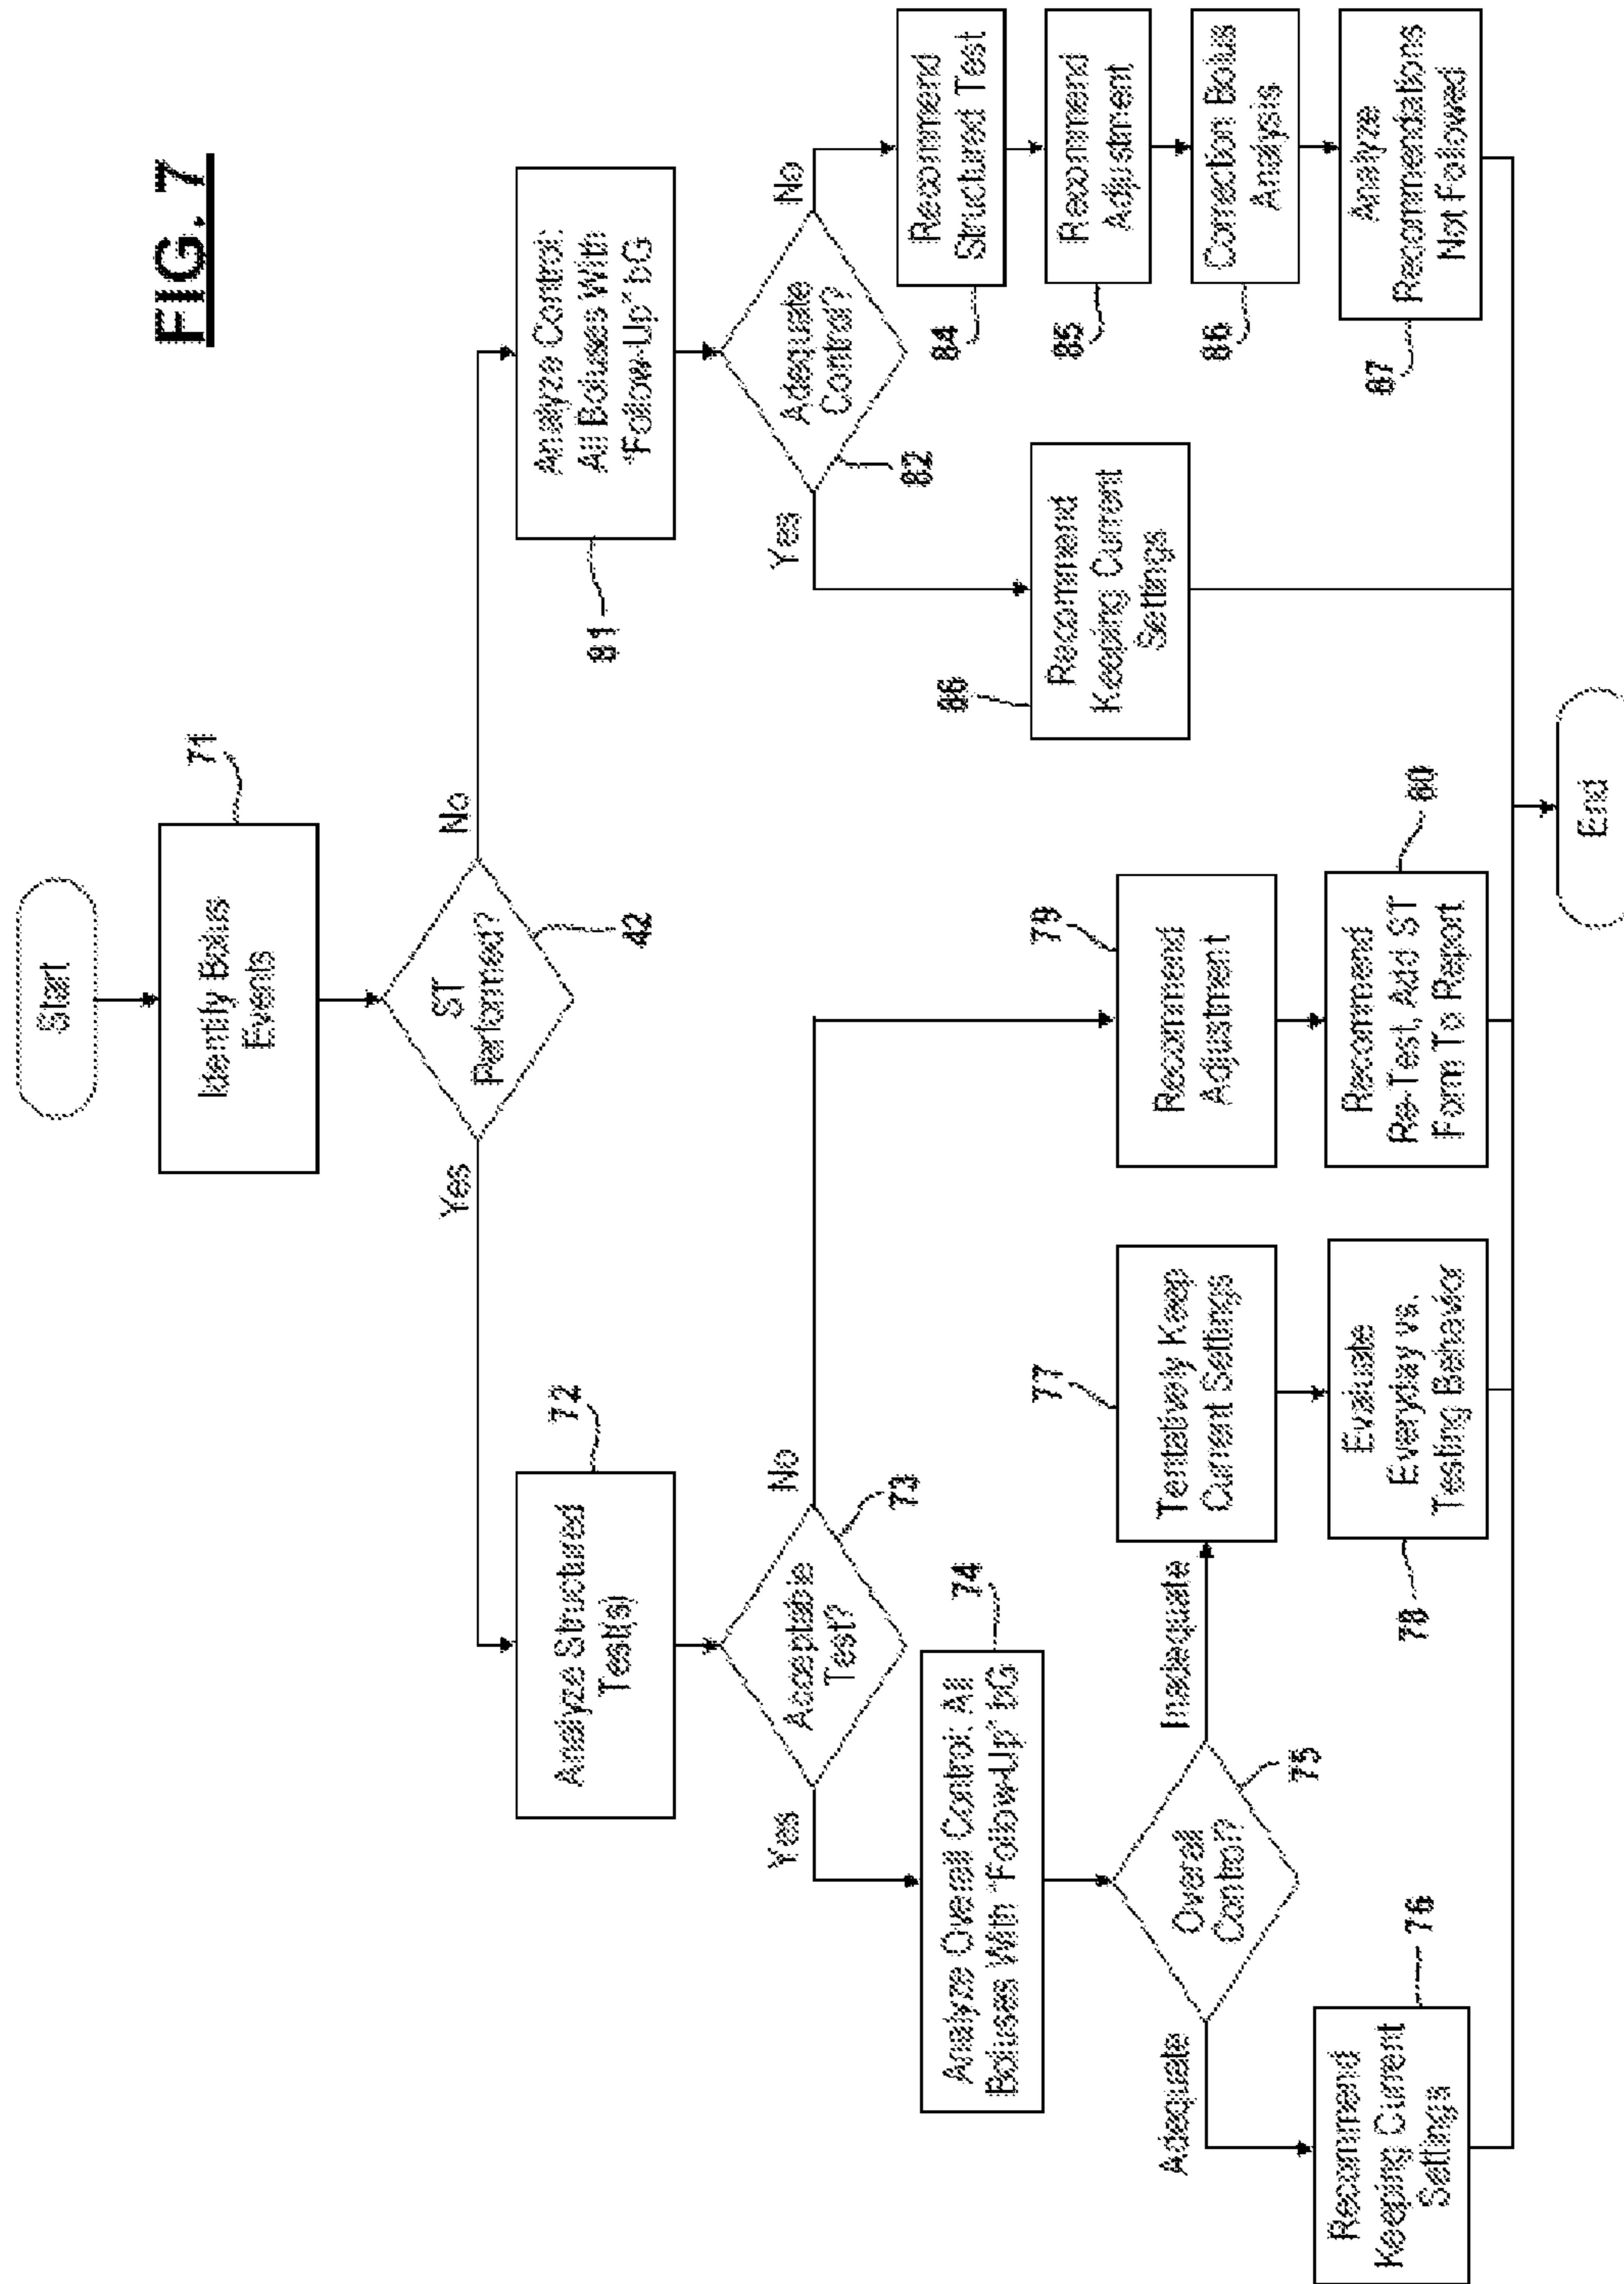 FIG. 7
Start
Identify Bolus
Events
71
ST
Performed?
42
Yes
No
Analyze Structured
Test(s)
72
Acceptable
Test?
73
Yes
No
Analyze Overall Control: All
Boluses With "Follow-Up" bG
74
Overall
Control?
75
Adequate
Inadequate
Recommend
Keeping Current
Settings
76
Tentatively Keep
Current Settings
77
Evaluate
Everyday vs.
Testing Behavior
78
Recommend
Adjustment
79
Recommend
Re-Test, Add ST
Form To Report
80
Analyze Control:
All Boluses With
"Follow-Up" bG
81
Adequate
Control?
82
Yes
No
Recommend
Keeping Current
Settings
Recommend
Structured Test
84
Recommend
Adjustment
85
Correction Bolus
Analysis
86
Analyze
Recommendations
Not Followed
87
End